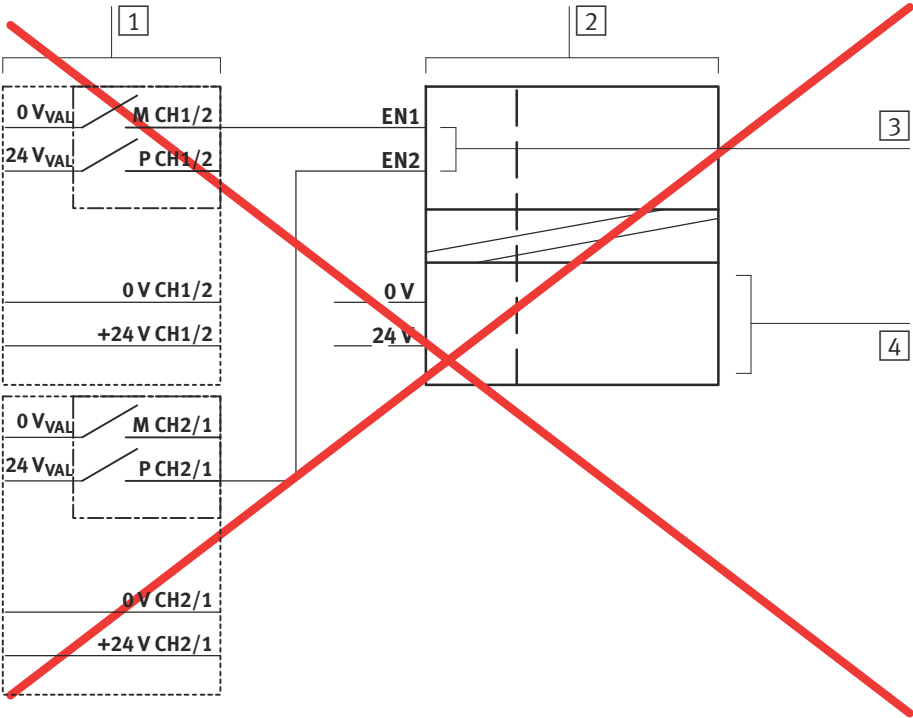 1
2
0 VVAL M CH1/2 EN1
3
24 VVAL P CH1/2 EN2
0 V CH1/2 0 V
+24 V CH1/2 24 V
4
0 VVAL M CH2/1
24 VVAL P CH2/1
0 V CH2/1
+24 V CH2/1